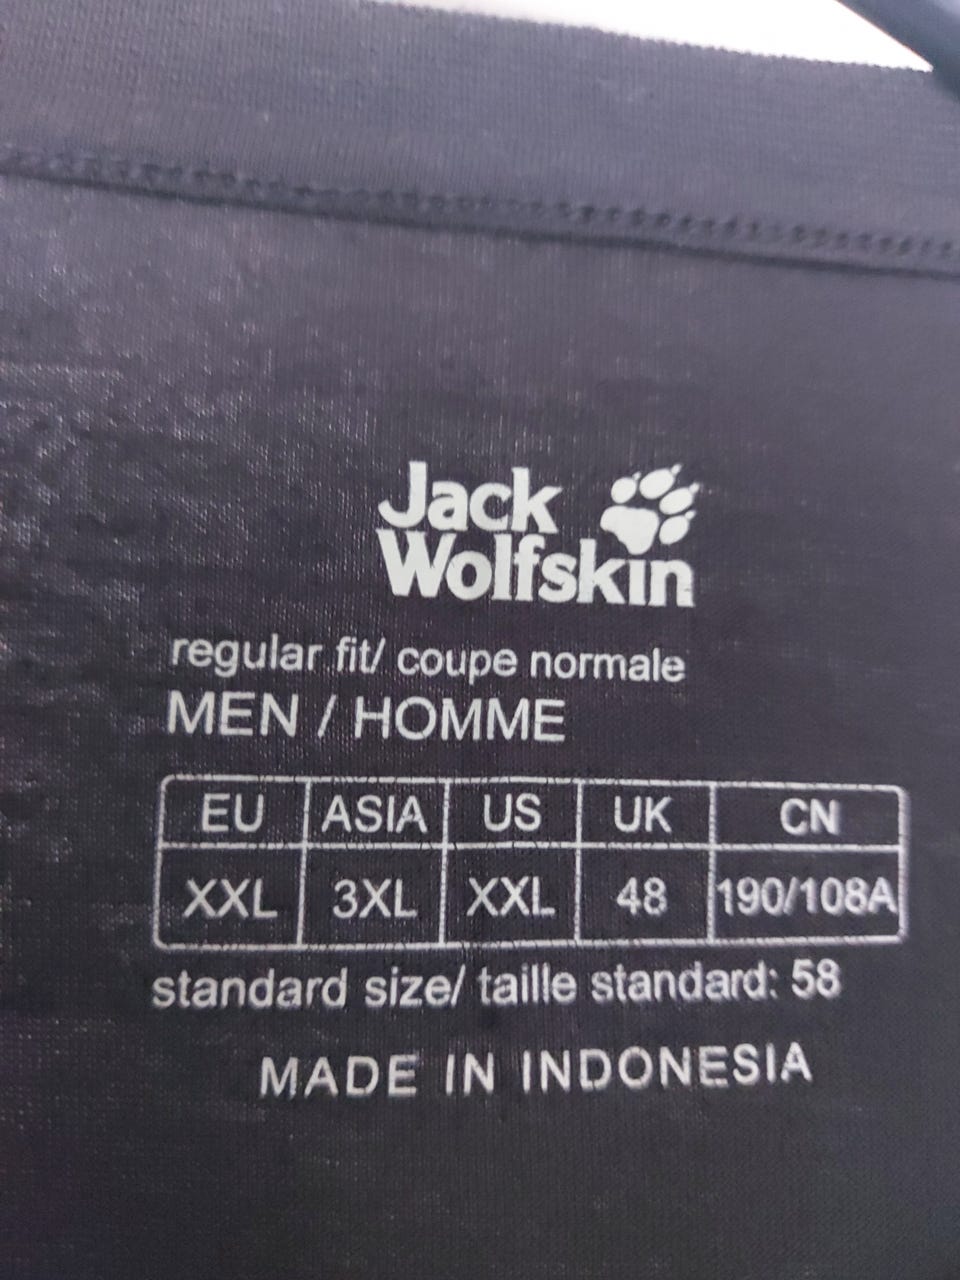 Jack
Wolfskin
regular fit/ coupe normale
MEN / HOMME
EU ASIA US UK CN
XXL 3XL XXL 48 190/108A
standard size/ taille standard: 58
MADE IN INDONESIA